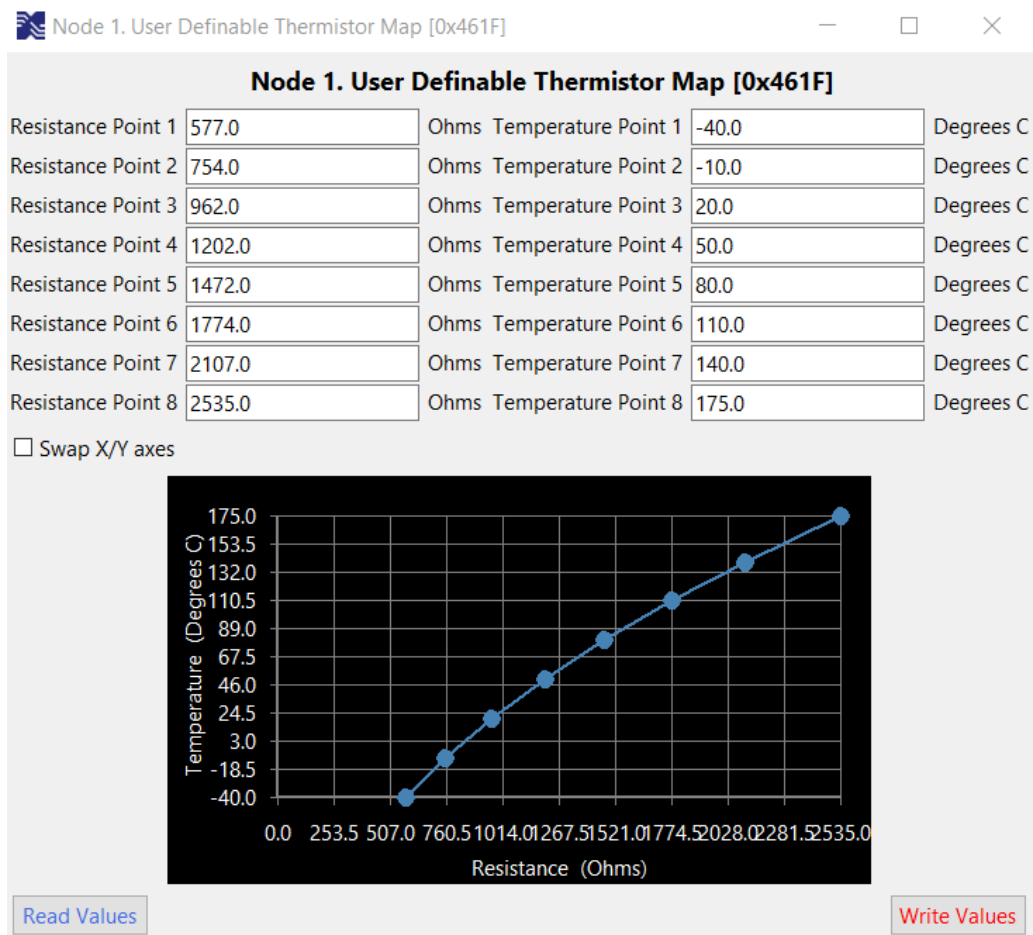 Node 1. User Definable Thermistor Map [0x461F]
Node 1. User Definable Thermistor Map [0x461F]
Resistance Point 1 577.0 Ohms Temperature Point 1 -40.0 Degrees C
Resistance Point 2 754.0 Ohms Temperature Point 2 -10.0 Degrees C
Resistance Point 3 962.0 Ohms Temperature Point 3 20.0 Degrees C
Resistance Point 4 1202.0 Ohms Temperature Point 4 50.0 Degrees C
Resistance Point 5 1472.0 Ohms Temperature Point 5 80.0 Degrees C
Resistance Point 6 1774.0 Ohms Temperature Point 6 110.0 Degrees C
Resistance Point 7 2107.0 Ohms Temperature Point 7 140.0 Degrees C
Resistance Point 8 2535.0 Ohms Temperature Point 8 175.0 Degrees C
Swap X/Y axes
Temperature (Degrees C)
175.0
153.5
132.0
110.5
89.0
67.5
46.0
24.5
3.0
-18.5
-40.0
0.0 253.5 507.0 760.5 1014.0 1267.5 1521.0 1774.5 2028.0 2281.5 2535.0
Resistance (Ohms)
Read Values Write Values